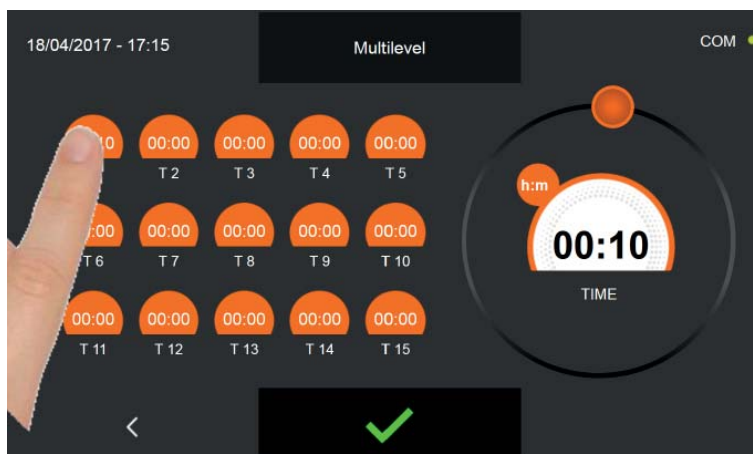 18/04/2017 - 17:15
Multilevel
COM
00:00 00:00 00:00 00:00
T 2 T 3 T 4 T 5
:00 00:00 00:00 00:00 00:00
T 6 T 7 T 8 T 9 T 10
00:00 00:00 00:00 00:00 00:00
T 11 T 12 T 13 T 14 T 15
h:m
00:10
TIME